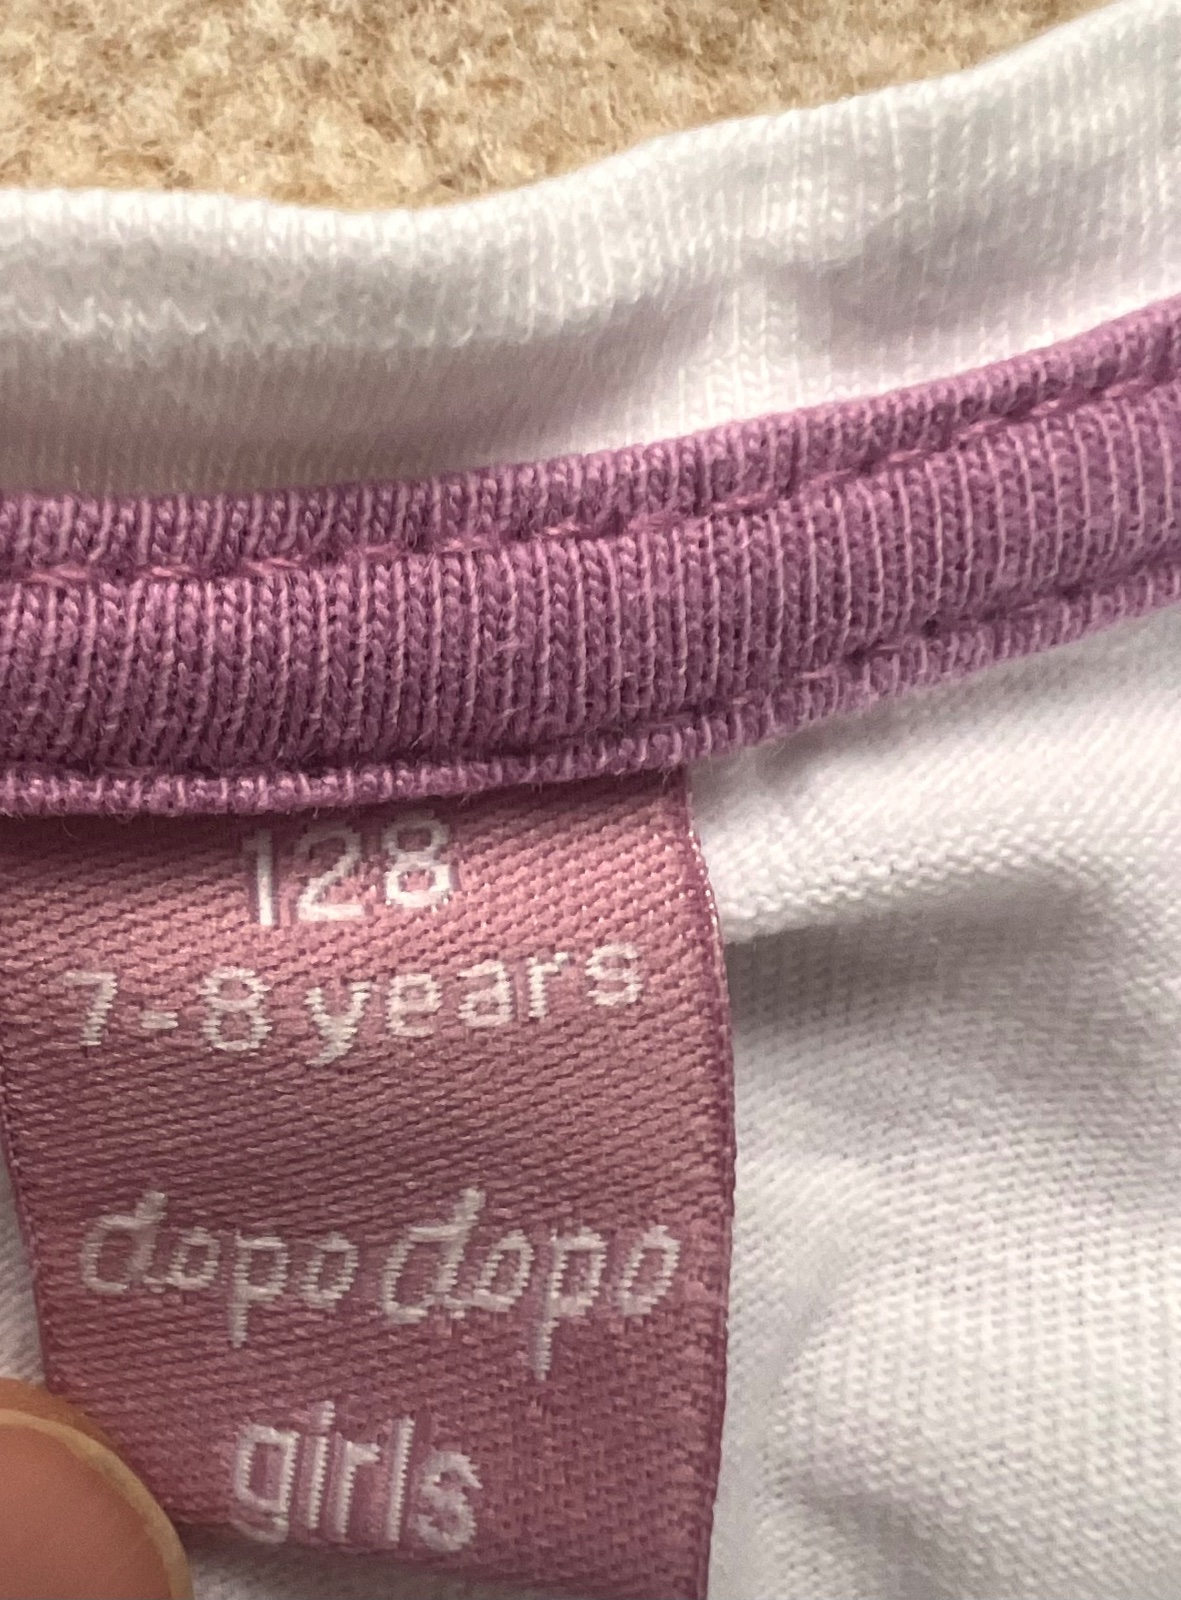 128
7-8 years
dopodopo
girls